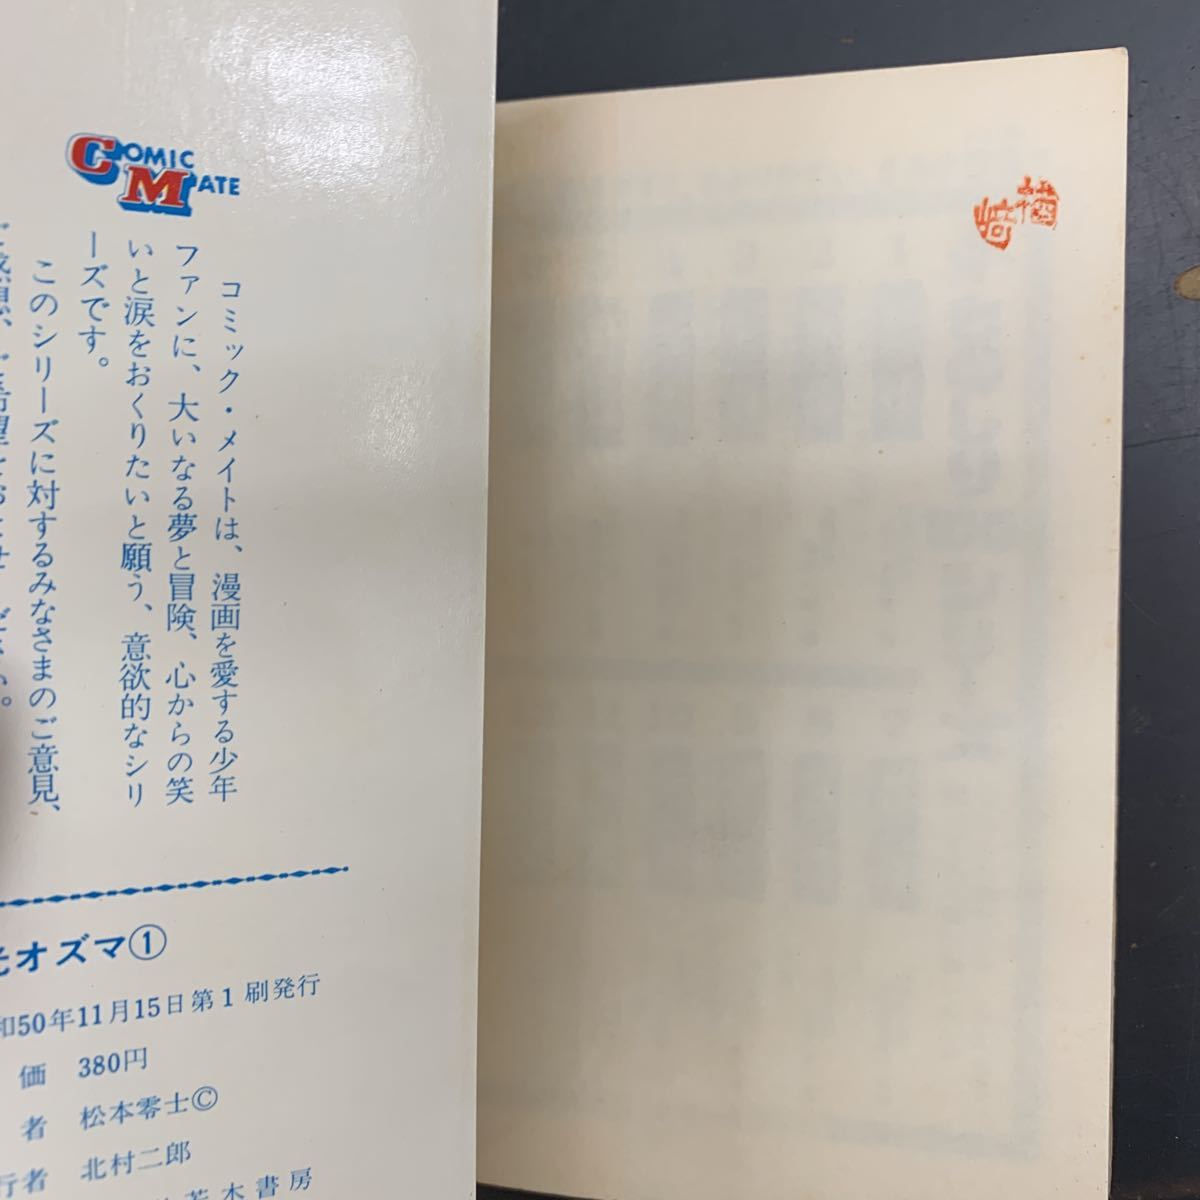 COMIC
MATE
コミック・メイトは、漫画を愛する少年
ファンに、大いなる夢と冒険、心からの笑
いと涙をおくりたいと願う、意欲的なシリ
ーズです。
このシリーズに対するみなさまのご意見、
オズマ①
和50年11月15日第1刷発行
価 380円
者 松本零士©
行者 北村二郎
木書房